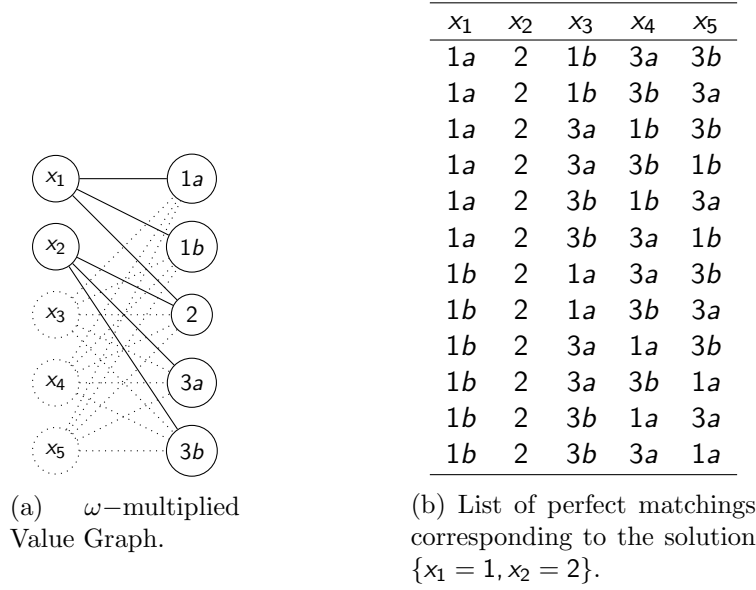 x₁ 1a
x₂ 1b
x₃ 2
x₄ 3a
x₅ 3b
(a) ω−multiplied
Value Graph.
x₁ x₂ x₃ x₄ x₅
1a 2 1b 3a 3b
1a 2 1b 3b 3a
1a 2 3a 1b 3b
1a 2 3a 3b 1b
1a 2 3b 1b 3a
1a 2 3b 3a 1b
1b 2 1a 3a 3b
1b 2 1a 3b 3a
1b 2 3a 1a 3b
1b 2 3a 3b 1a
1b 2 3b 1a 3a
1b 2 3b 3a 1a
(b) List of perfect matchings
corresponding to the solution
{x₁ = 1, x₂ = 2}.